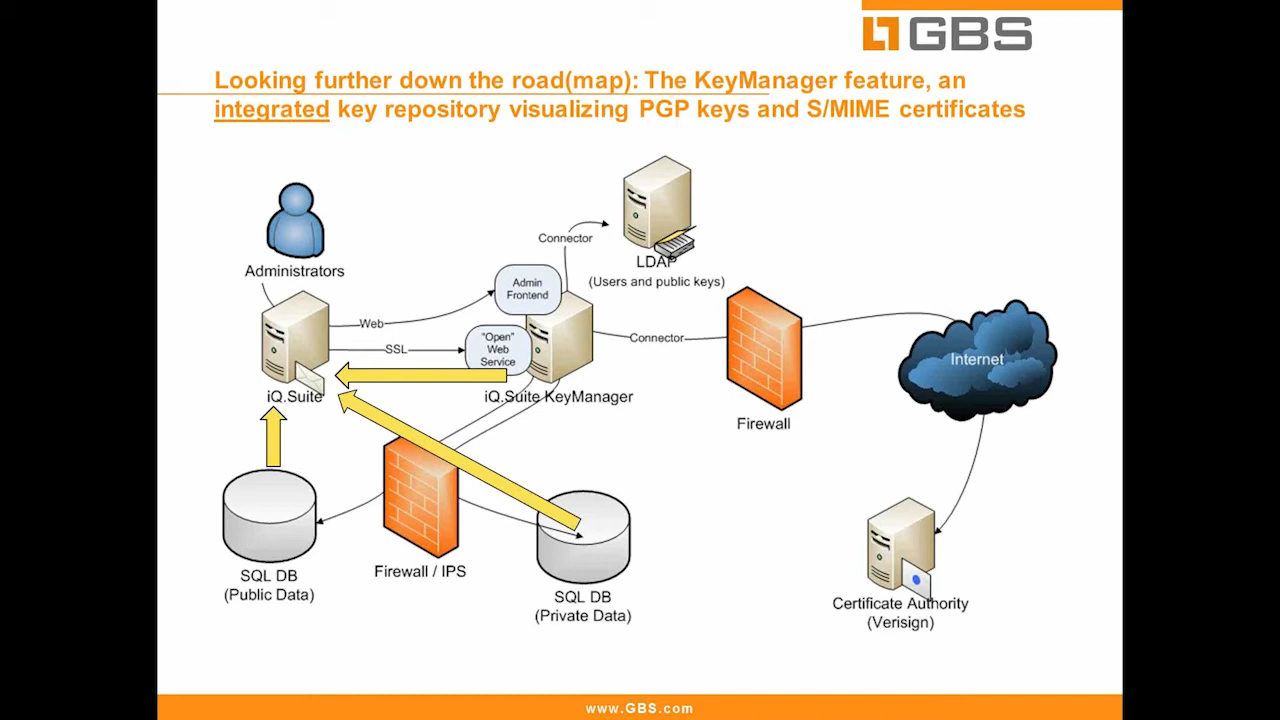 GBS
Looking further down the road(map): The KeyManager feature, an
integrated key repository visualizing PGP keys and S/MIME certificates
Connector
LDAP
(Users and public keys)
Administrators
Admin
Frontend
Web
"Open"
Web
Service
SSL
Connector
Internet
iQ.Suite
iQ.Suite KeyManager
Firewall
Firewall / IPS
SQL DB
(Public Data)
SQL DB
(Private Data)
Certificate Authority
(Verisign)
www.GBS.com